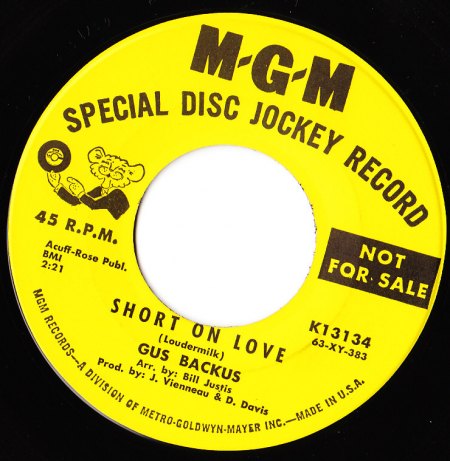 M-G-M
SPECIAL DISC JOCKEY RECORD
45 R.P.M.
Acuff-Rose Publ.
BMI
2:21
NOT
FOR SALE
K13134
63-XY-383
SHORT ON LOVE
(Loudermilk)
GUS BACKUS
Arr. by: Bill Justis
Prod. by: J. Vienneau & D. Davis
MGM RECORDS—A DIVISION OF METRO-GOLDWYN-MAYER INC.—MADE IN U.S.A.